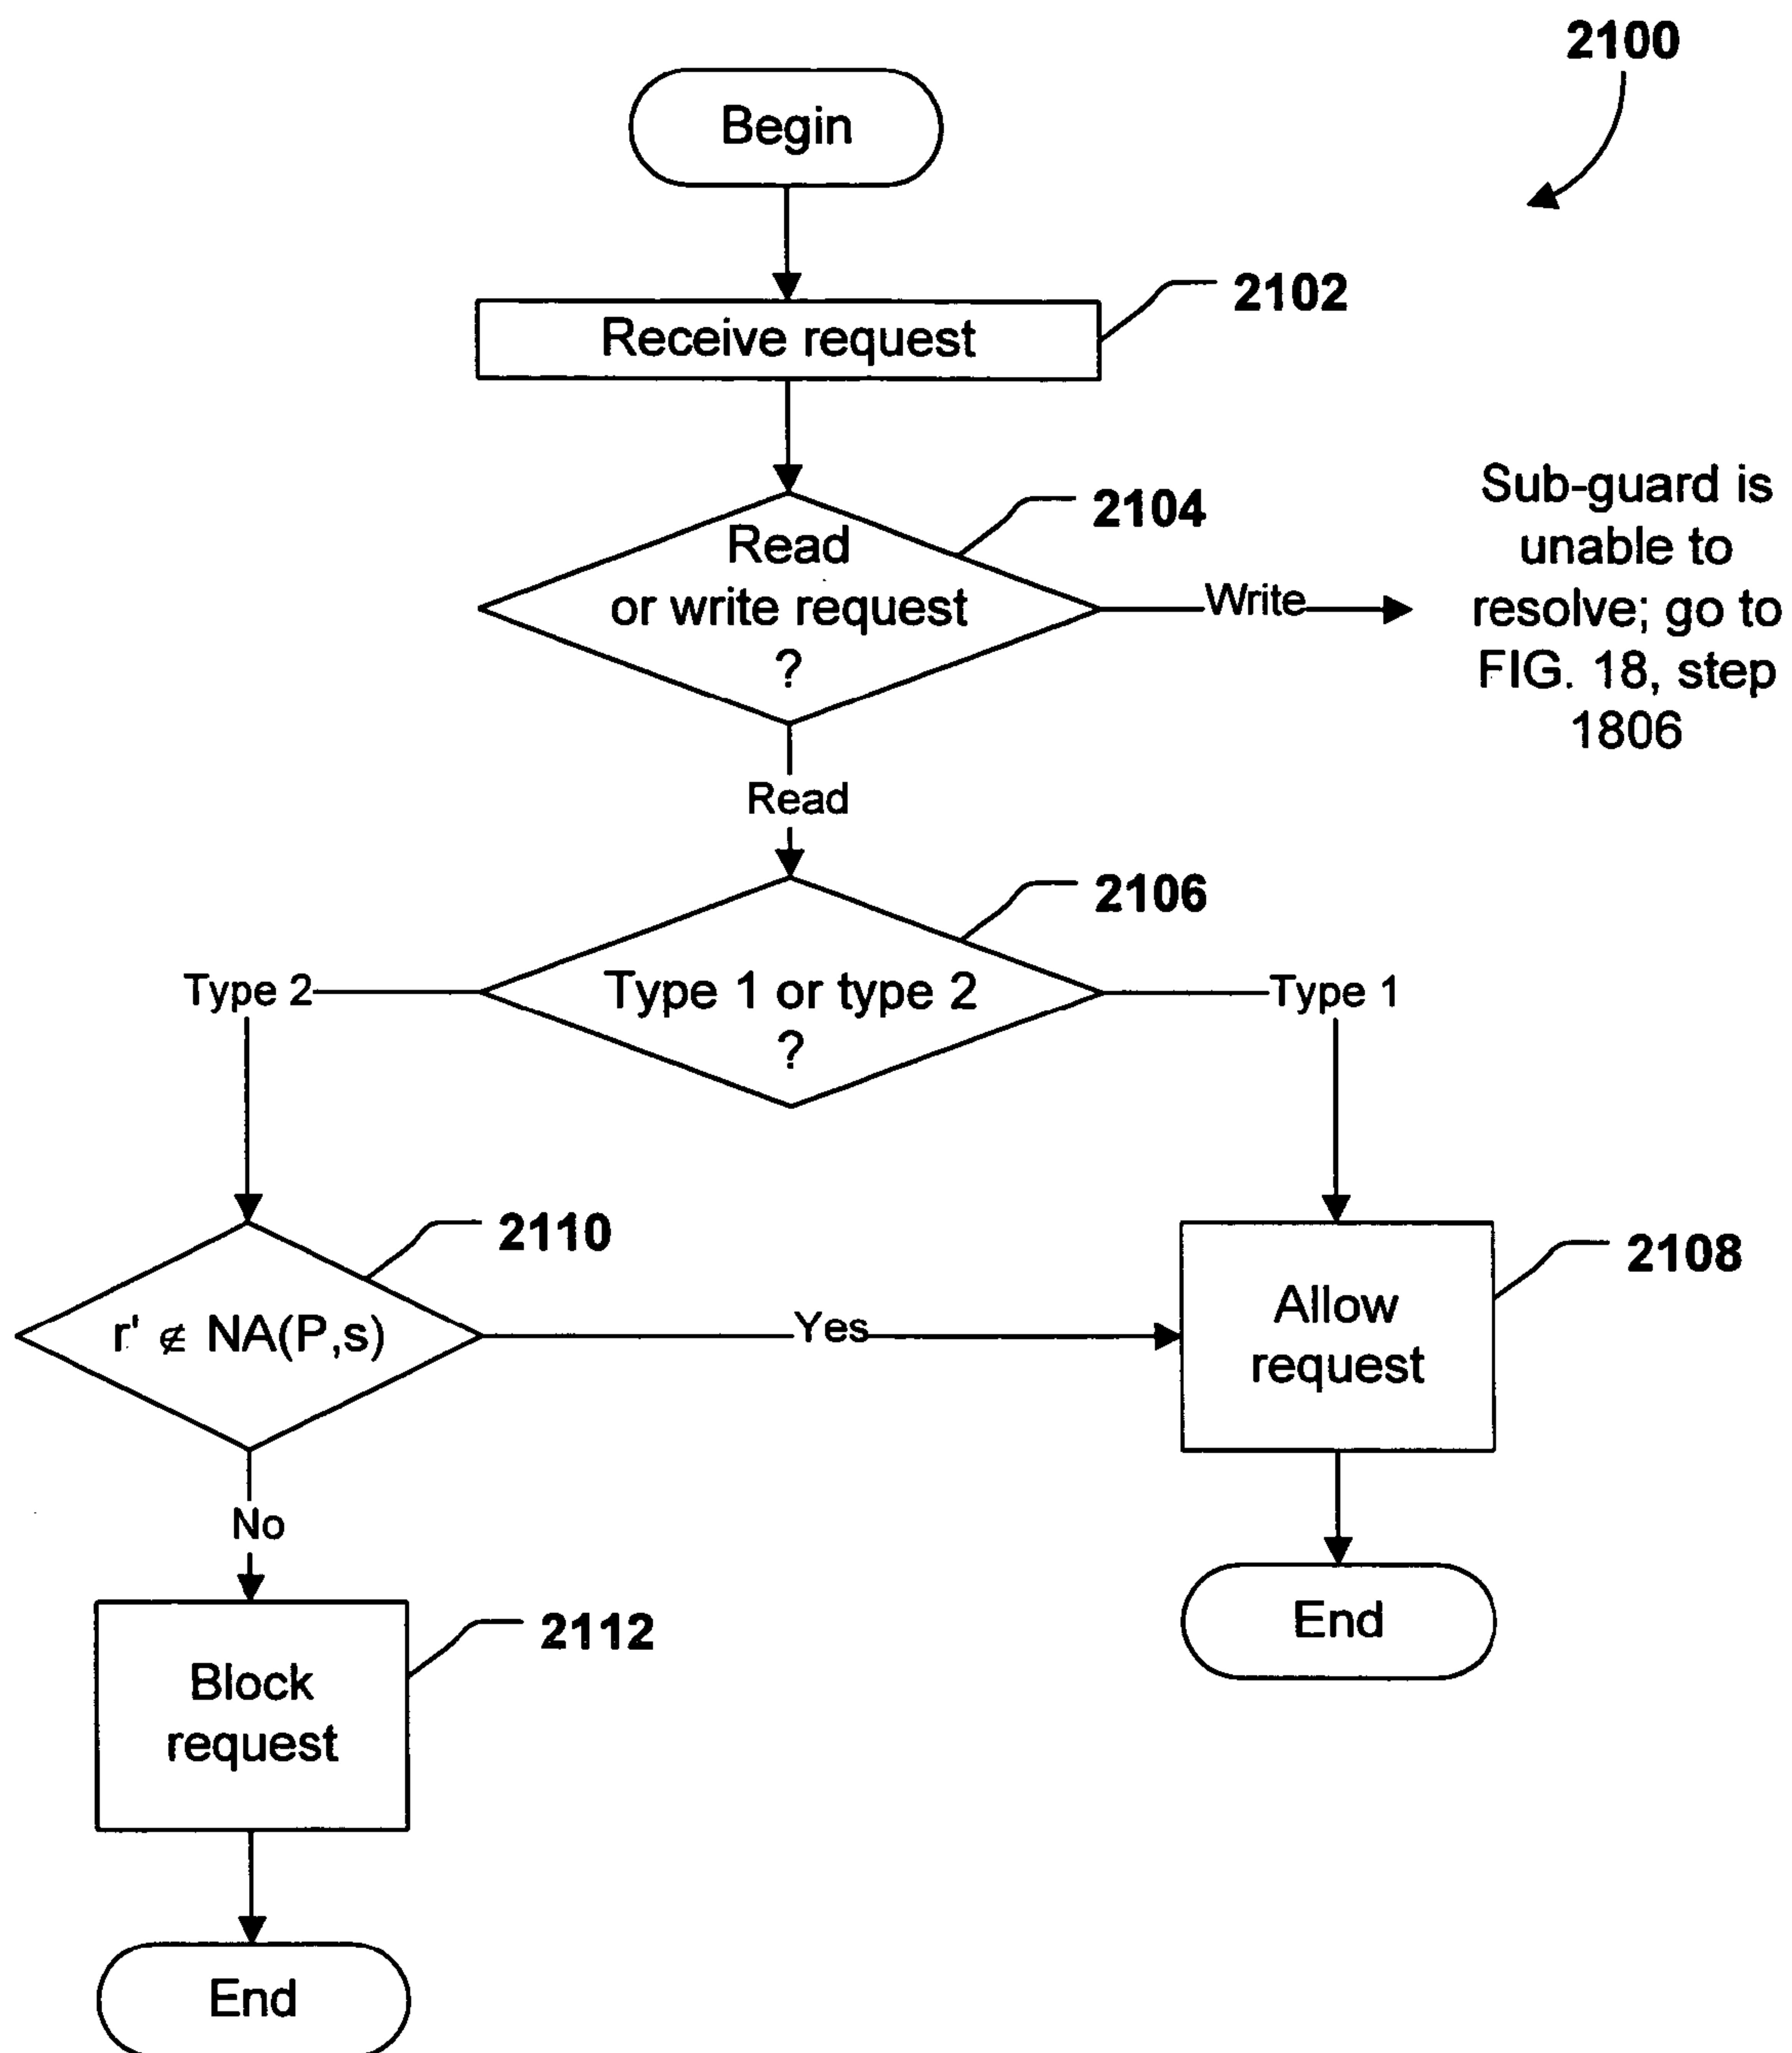 2100
Begin
2102
Receive request
2104
Read
or write request
?
Write
Sub-guard is
unable to
resolve; go to
FIG. 18, step
1806
Read
2106
Type 2
Type 1 or type 2
?
Type 1
2110
r' ∉ NA(P,s)
Yes
2108
Allow
request
No
2112
Block
request
End
End